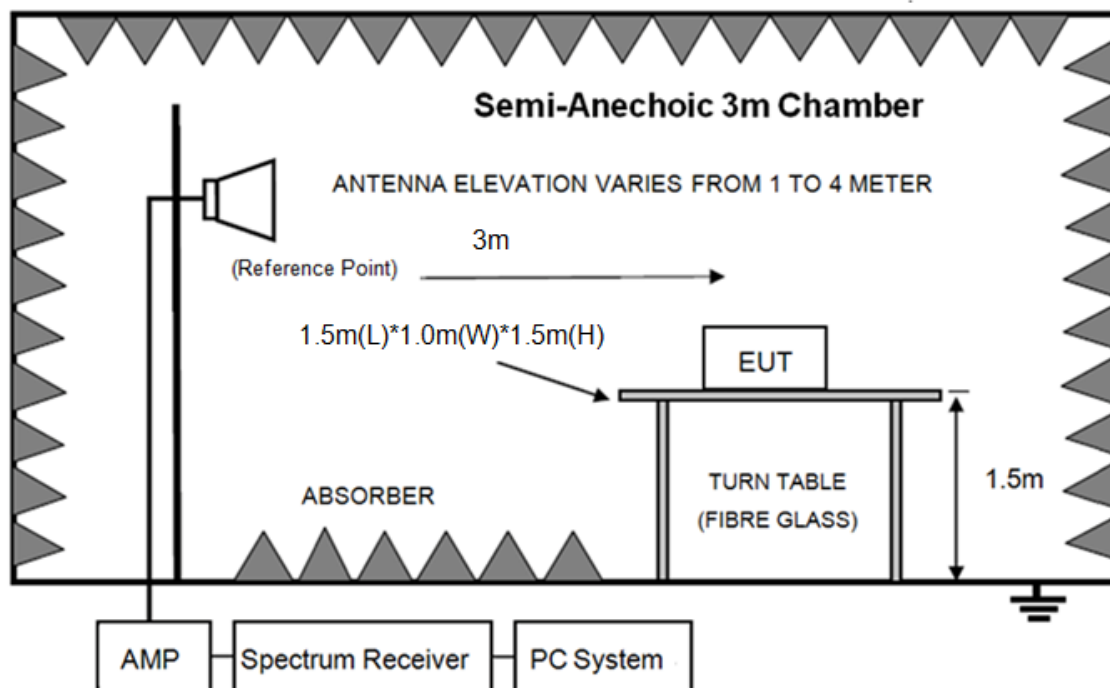 Semi-Anechoic 3m Chamber
ANTENNA ELEVATION VARIES FROM 1 TO 4 METER
3m
(Reference Point)
1.5m(L)*1.0m(W)*1.5m(H)
EUT
ABSORBER
TURN TABLE
(FIBRE GLASS)
1.5m
AMP
Spectrum Receiver
PC System